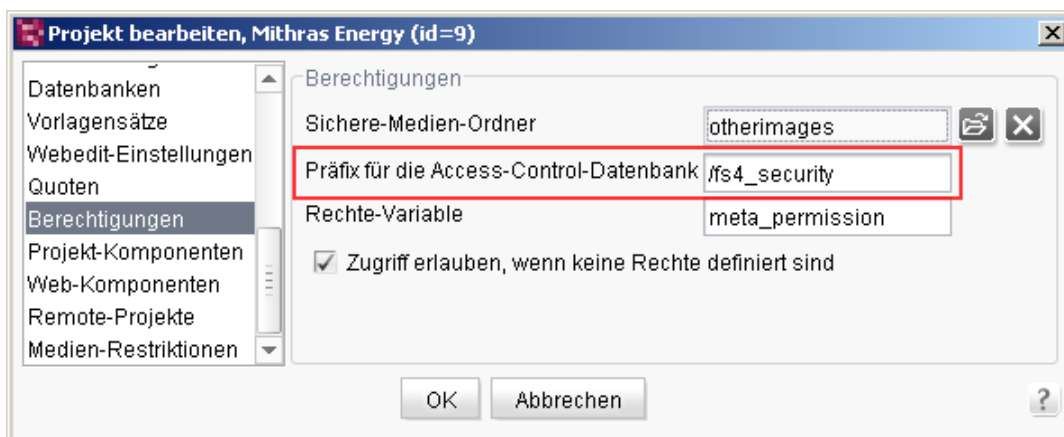 Projekt bearbeiten, Mithras Energy (id=9)
Datenbanken
Vorlagensätze
Webedit-Einstellungen
Quoten
Berechtigungen
Projekt-Komponenten
Web-Komponenten
Remote-Projekte
Medien-Restriktionen
Berechtigungen
Sichere-Medien-Ordner otherimages
Präfix für die Access-Control-Datenbank /fs4_security
Rechte-Variable meta_permission
Zugriff erlauben, wenn keine Rechte definiert sind
OK Abbrechen ?